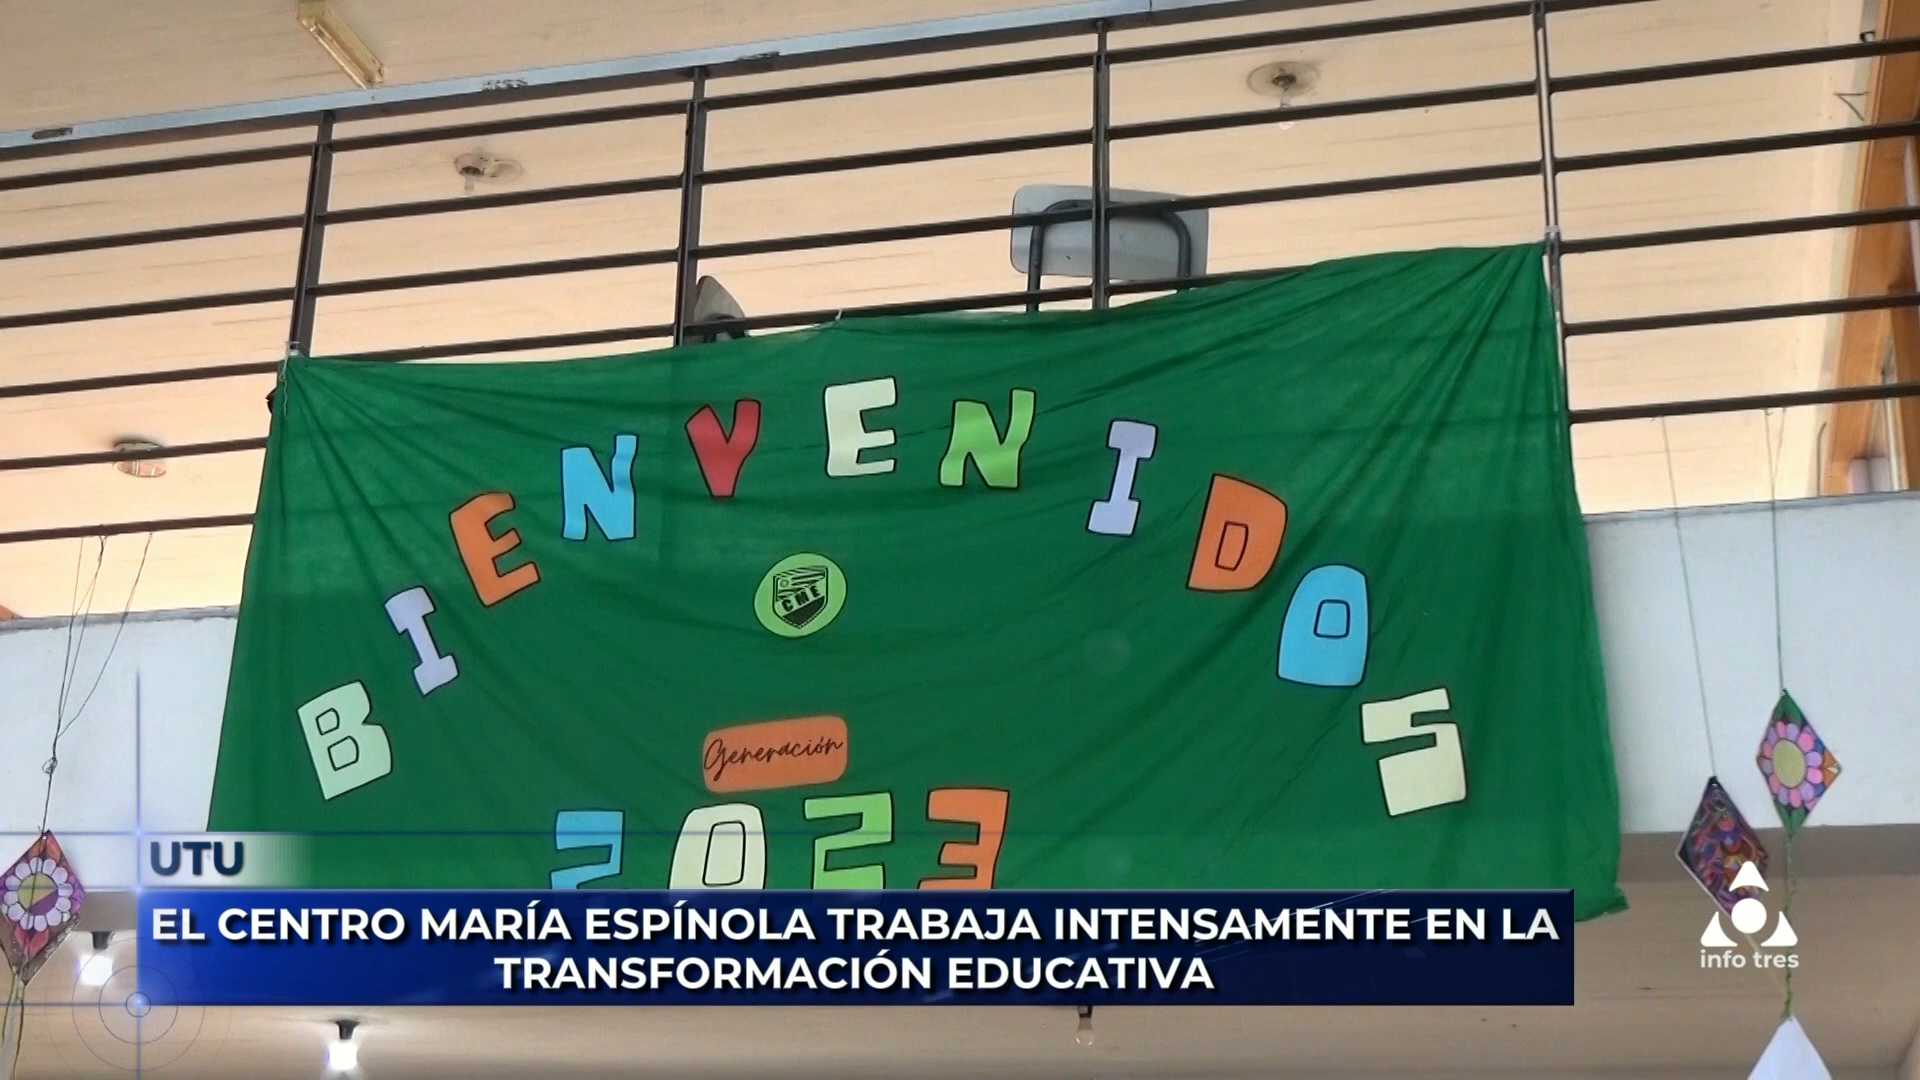 BIENVENIDOS
CME
Generación
2023
UTU
EL CENTRO MARÍA ESPÍNOLA TRABAJA INTENSAMENTE EN LA
TRANSFORMACIÓN EDUCATIVA
info tres